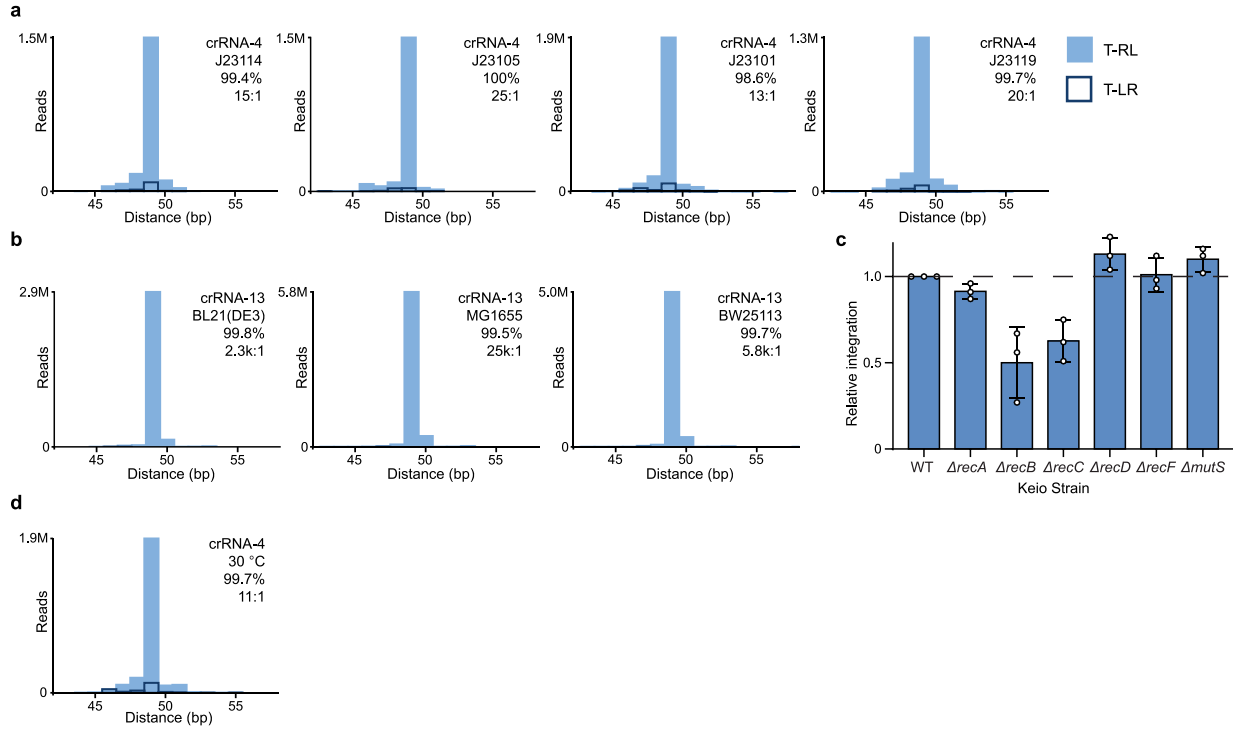 a
1.5M
Reads
0
45
50
55
Distance (bp)
crRNA-4
J23114
99.4%
15:1
1.5M
Reads
0
45
50
55
Distance (bp)
crRNA-4
J23105
100%
25:1
1.9M
Reads
0
45
50
55
Distance (bp)
crRNA-4
J23101
98.6%
13:1
1.3M
Reads
0
45
50
55
Distance (bp)
crRNA-4
J23119
99.7%
20:1
T-RL
T-LR
b
2.9M
Reads
0
45
50
55
Distance (bp)
crRNA-13
BL21(DE3)
99.8%
2.3k:1
5.8M
Reads
0
45
50
55
Distance (bp)
crRNA-13
MG1655
99.5%
25k:1
5.0M
Reads
0
45
50
55
Distance (bp)
crRNA-13
BW25113
99.7%
5.8k:1
c
Relative integration
1.0
0.5
0
WT
ΔrecA
ΔrecB
ΔrecC
ΔrecD
ΔrecF
ΔmutS
Keio Strain
d
1.9M
Reads
0
45
50
55
Distance (bp)
crRNA-4
30 °C
99.7%
11:1